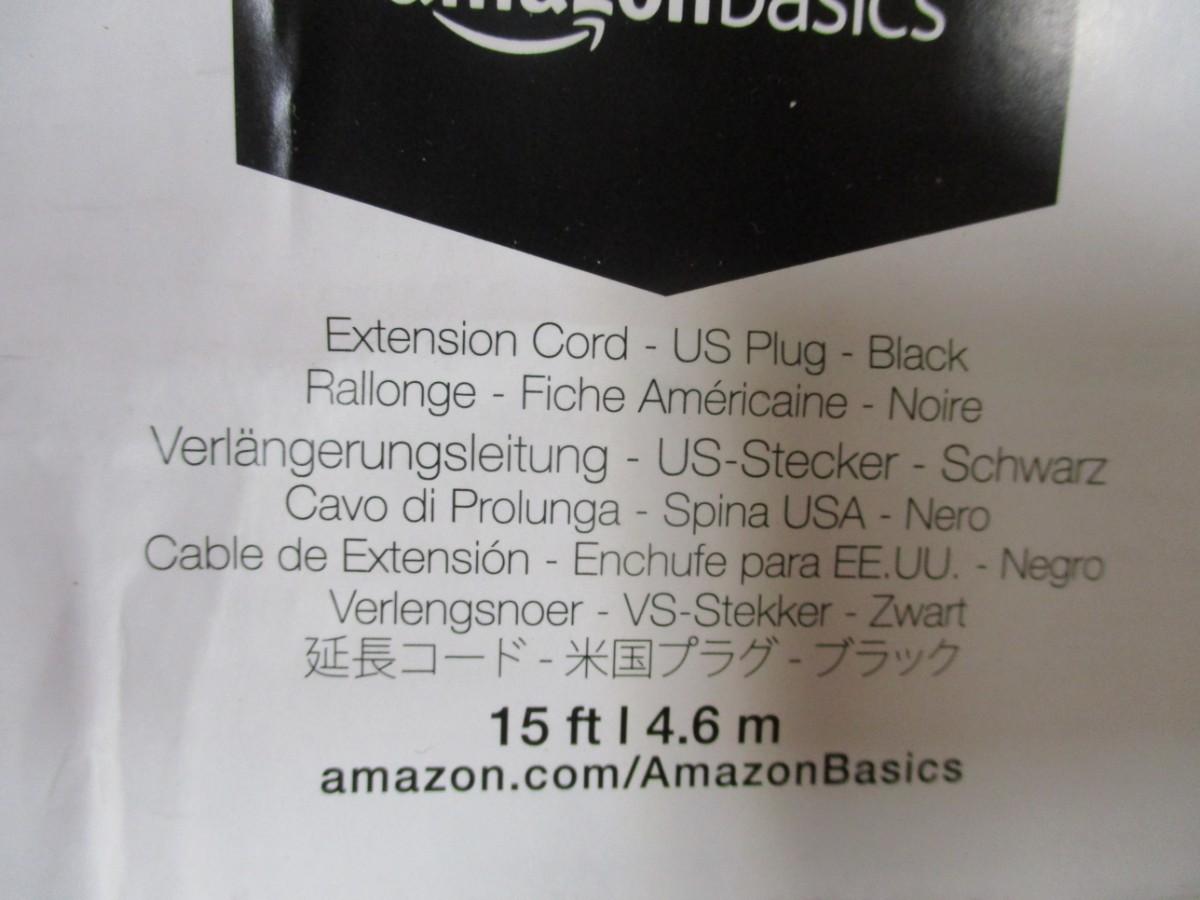 amazonBasics
Extension Cord - US Plug - Black
Rallonge - Fiche Américaine - Noire
Verlängerungsleitung - US-Stecker - Schwarz
Cavo di Prolunga - Spina USA - Nero
Cable de Extensión - Enchufe para EE.UU. - Negro
Verlengsnoer - VS-Stekker - Zwart
延長コード - 米国プラグ - ブラック
15 ft | 4.6 m
amazon.com/AmazonBasics